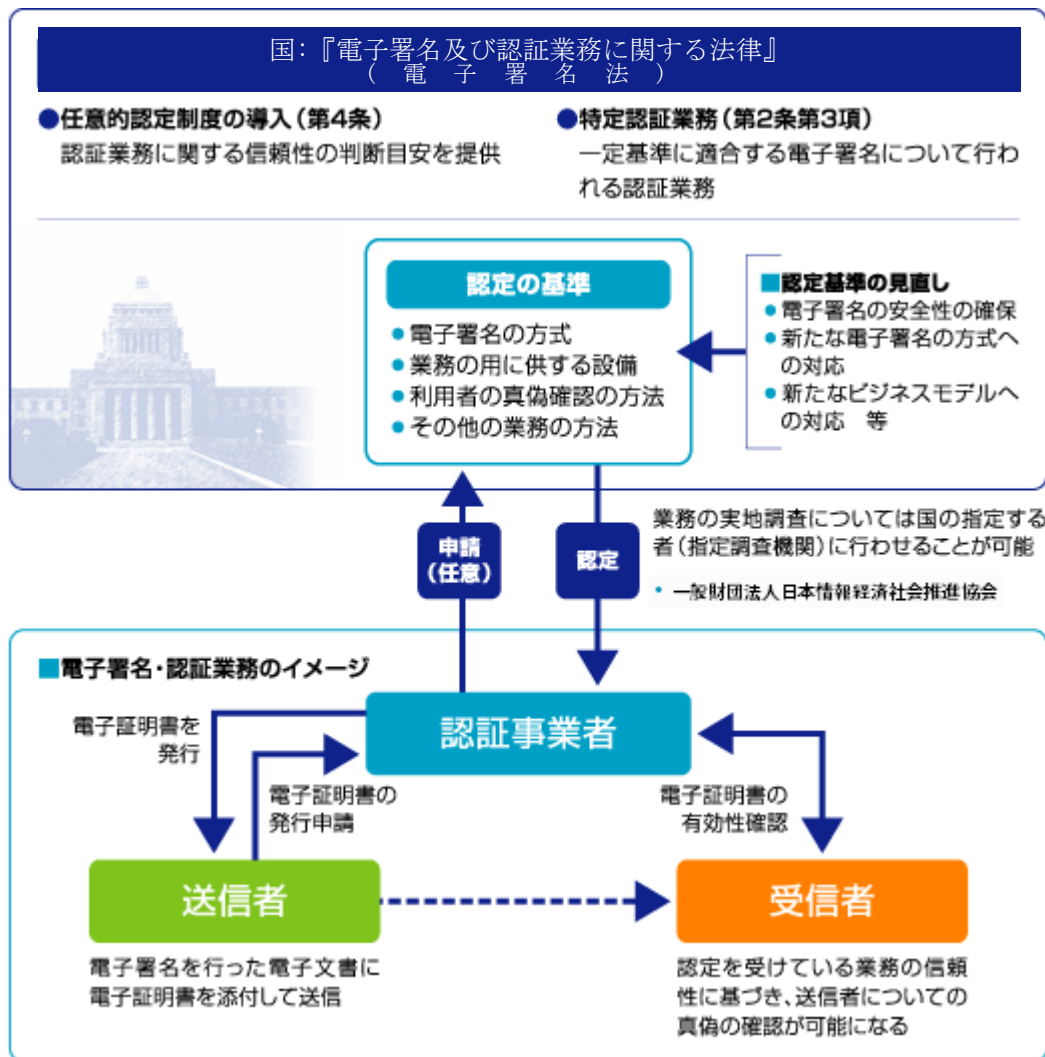 国:『電子署名及び認証業務に関する法律』
(電子署名法)
●任意的認定制度の導入(第4条)
認証業務に関する信頼性の判断目安を提供
●特定認証業務(第2条第3項)
一定基準に適合する電子署名について行わ
れる認証業務
認定の基準
●電子署名の方式
●業務の用に供する設備
●利用者の真偽確認の方法
●その他の業務の方法
■認定基準の見直し
●電子署名の安全性の確保
●新たな電子署名の方式へ
の対応
●新たなビジネスモデルへ
の対応 等
申請
(任意)
認定
業務の実地調査については国の指定する
者(指定調査機関)に行わせることが可能
• 一般財団法人日本情報経済社会推進協会
■電子署名・認証業務のイメージ
認証事業者
電子証明書を
発行
電子証明書の
発行申請
電子証明書の
有効性確認
送信者
受信者
電子署名を行った電子文書に
電子証明書を添付して送信
認定を受けている業務の信頼
性に基づき、送信者についての
真偽の確認が可能になる